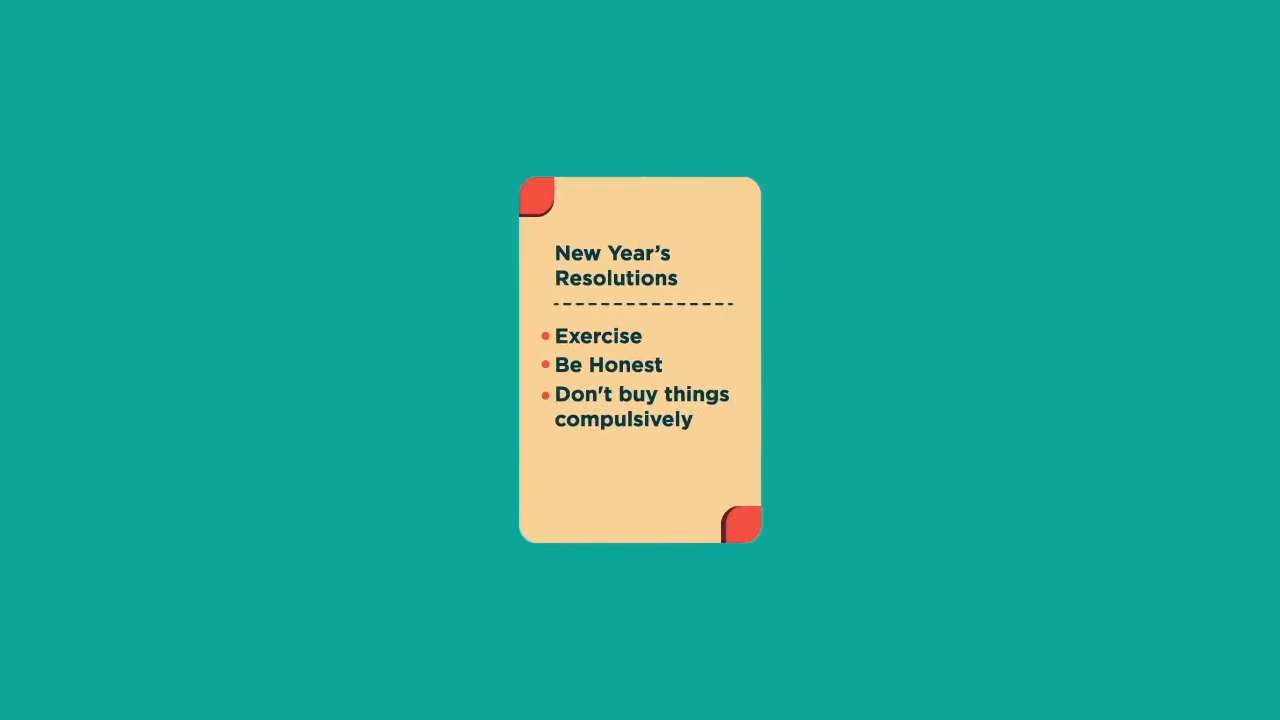 New Year’s
Resolutions
Exercise
Be Honest
Don't buy things
compulsively